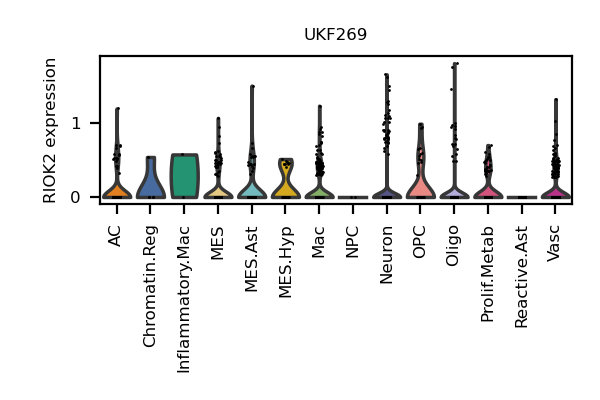 UKF269
RIOK2 expression
1
0
AC
Chromatin.Reg
Inflammatory.Mac
MES
MES.Ast
MES.Hyp
Mac
NPC
Neuron
OPC
Oligo
Prolif.Metab
Reactive.Ast
Vasc